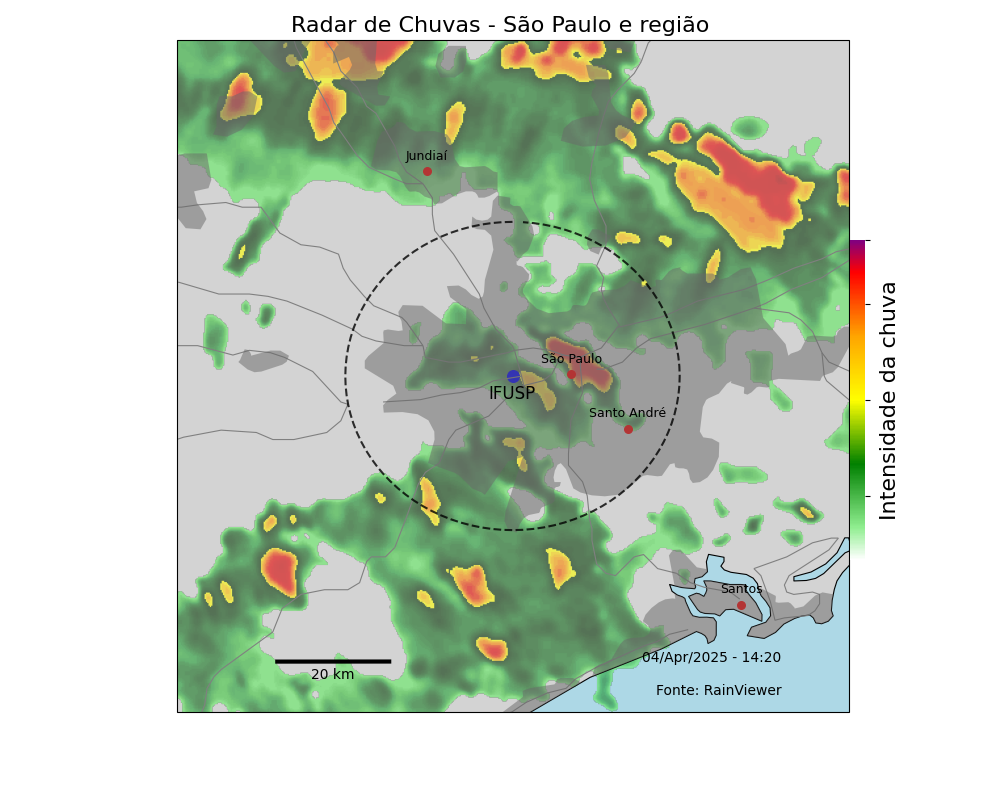 Radar de Chuvas - São Paulo e região
Jundiaí
São Paulo
IFUSP
Santo André
Intensidade da chuva
Santos
20 km
04/Apr/2025 - 14:20
Fonte: RainViewer